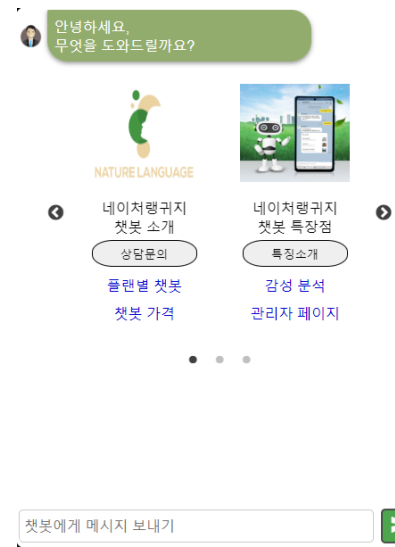 안녕하세요,
무엇을 도와드릴까요?
NATURE LANGUAGE
네이처랭귀지
챗봇 소개
상담문의
플랜별 챗봇
챗봇 가격
네이처랭귀지
챗봇 특장점
특징소개
감성 분석
관리자 페이지
챗봇에게 메시지 보내기